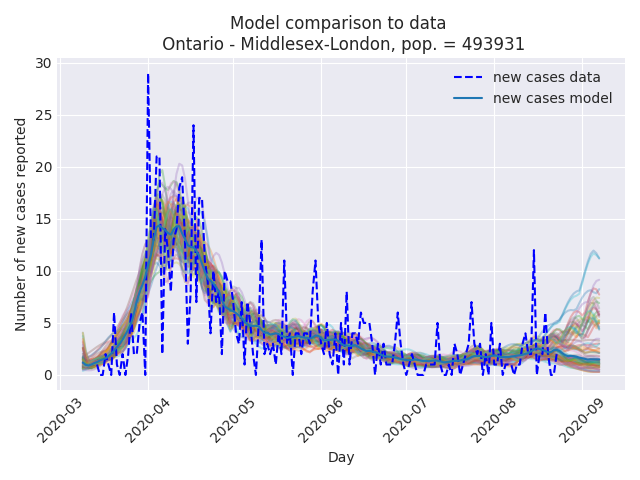 Model comparison to data
Ontario - Middlesex-London, pop. = 493931
new cases data
new cases model
Number of new cases reported
30
25
20
15
10
5
0
2020-03
2020-04
2020-05
2020-06
2020-07
2020-08
2020-09
Day